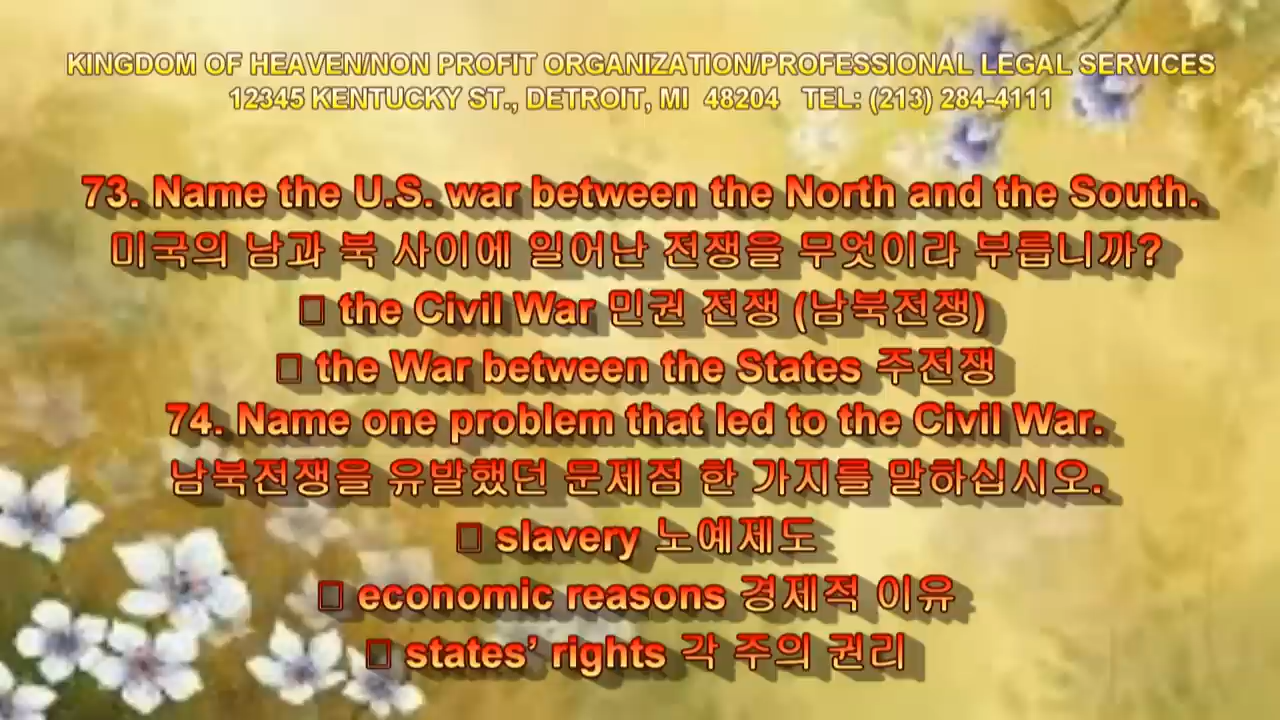 KINGDOM OF HEAVEN/NON PROFIT ORGANIZATION/PROFESSIONAL LEGAL SERVICES
12345 KENTUCKY ST., DETROIT, MI 48204 TEL: (213) 284-4111
73. Name the U.S. war between the North and the South.
미국의 남과 북 사이에 일어난 전쟁을 무엇이라 부릅니까?
□ the Civil War 민권 전쟁 (남북전쟁)
□ the War between the States 주전쟁
74. Name one problem that led to the Civil War.
남북전쟁을 유발했던 문제점 한 가지를 말하십시오.
□ slavery 노예제도
□ economic reasons 경제적 이유
□ states’ rights 각 주의 권리